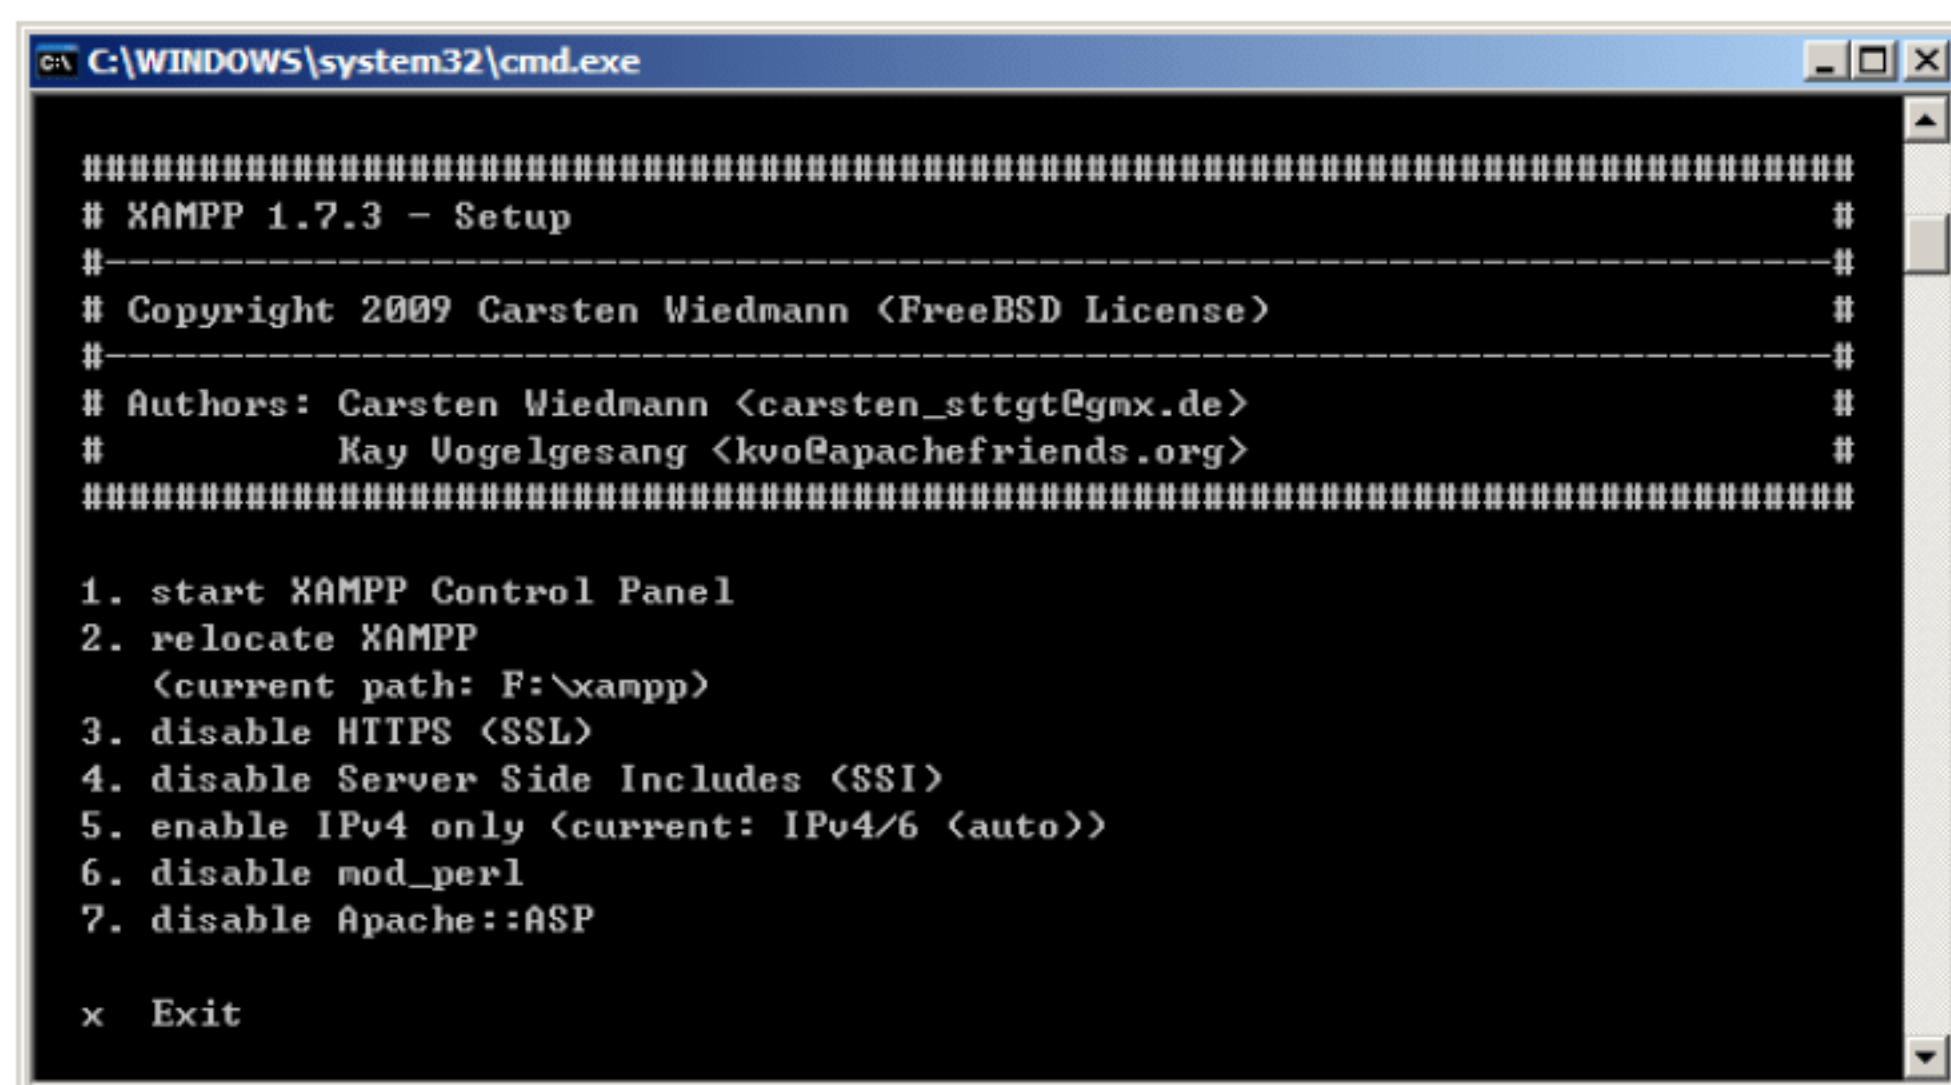 C:\WINDOWS\system32\cmd.exe
############################################################################
# XAMPP 1.7.3 - Setup                                                      #
#--------------------------------------------------------------------------#
# Copyright 2009 Carsten Wiedmann (FreeBSD License)                        #
#--------------------------------------------------------------------------#
# Authors: Carsten Wiedmann <carsten_sttgt@gmx.de>                         #
#          Kay Vogelgesang <kvo@apachefriends.org>                         #
############################################################################
1. start XAMPP Control Panel
2. relocate XAMPP
   (current path: F:\xampp)
3. disable HTTPS (SSL)
4. disable Server Side Includes (SSI)
5. enable IPv4 only (current: IPv4/6 (auto))
6. disable mod_perl
7. disable Apache::ASP
x  Exit